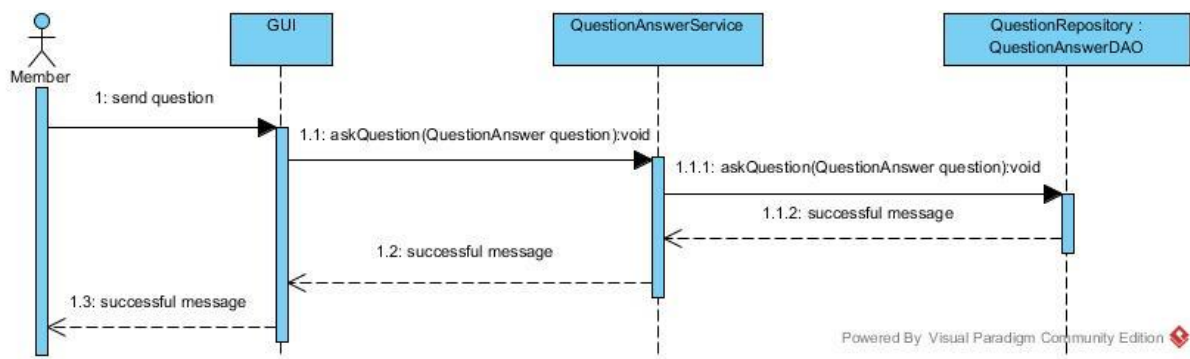 GUI
QuestionAnswerService
QuestionRepository :
QuestionAnswerDAO
Member
1: send question
1.1: askQuestion(QuestionAnswer question):void
1.1.1: askQuestion(QuestionAnswer question):void
1.1.2: successful message
1.2: successful message
1.3: successful message
Powered By Visual Paradigm Community Edition